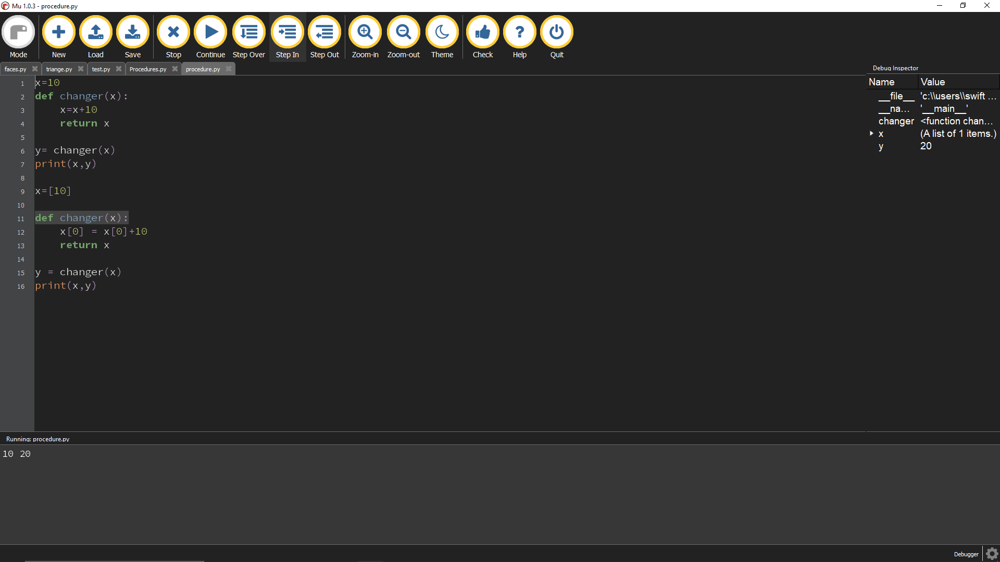 Mu 1.0.3 - procedure.py
Mode New Load Save Stop Continue Step Over Step In Step Out Zoom-in Zoom-out Theme Check Help Quit
faces.py triange.py test.py Procedures.py procedure.py
1 x=10
2 def changer(x):
3     x=x+10
4     return x
5
6 y= changer(x)
7 print(x,y)
8
9 x=[10]
10
11 def changer(x):
12     x[0] = x[0]+10
13     return x
14
15 y = changer(x)
16 print(x,y)
Debug Inspector
Name Value
__file__ 'c:\\users\\swift ...
__na... '__main__'
changer <function chan...
x (A list of 1 items.)
y 20
Running: procedure.py
10 20
Debugger